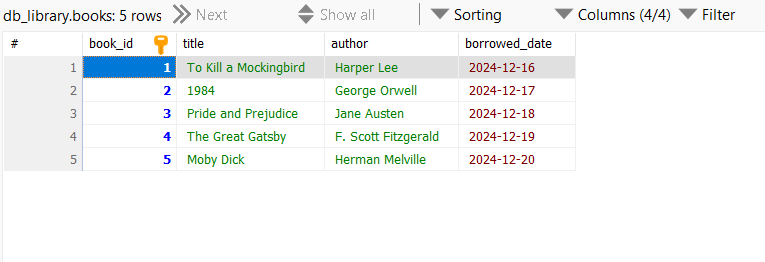 db_library.books: 5 rows Next Show all Sorting Columns (4/4) Filter
# book_id title author borrowed_date
1 1 To Kill a Mockingbird Harper Lee 2024-12-16
2 2 1984 George Orwell 2024-12-17
3 3 Pride and Prejudice Jane Austen 2024-12-18
4 4 The Great Gatsby F. Scott Fitzgerald 2024-12-19
5 5 Moby Dick Herman Melville 2024-12-20